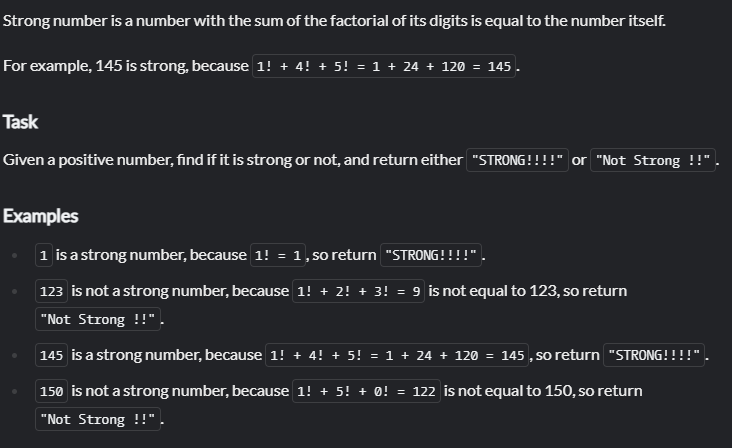 Strong number is a number with the sum of the factorial of its digits is equal to the number itself.
For example, 145 is strong, because 1! + 4! + 5! = 1 + 24 + 120 = 145.
Task
Given a positive number, find if it is strong or not, and return either "STRONG!!!!" or "Not Strong !!".
Examples
1 is a strong number, because 1! = 1, so return "STRONG!!!!".
123 is not a strong number, because 1! + 2! + 3! = 9 is not equal to 123, so return
"Not Strong !!".
145 is a strong number, because 1! + 4! + 5! = 1 + 24 + 120 = 145, so return "STRONG!!!!".
150 is not a strong number, because 1! + 5! + 0! = 122 is not equal to 150, so return
"Not Strong !!".